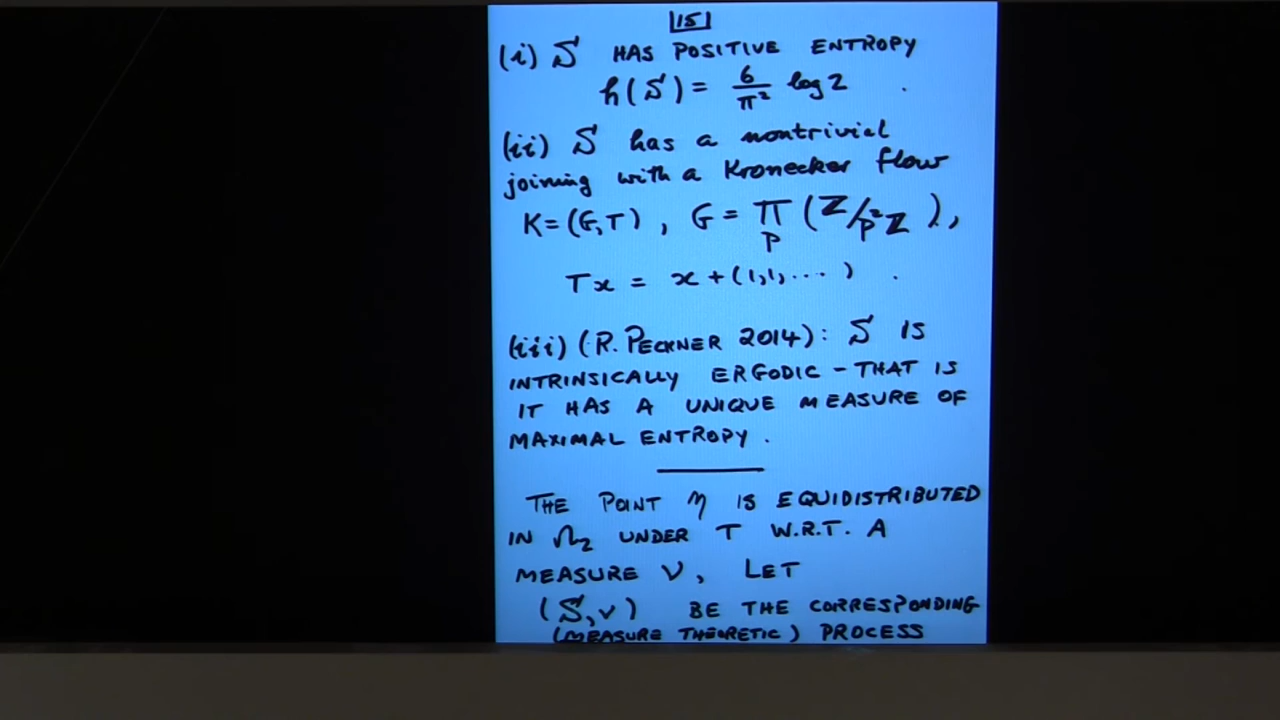 15
(i) S HAS POSITIVE ENTROPY
h(S) = 6/π² log 2 .
(ii) S has a nontrivial
joining with a Kronecker flow
K = (G,T) , G = ∏_p (Z/p²Z ) ,
Tx = x + (1,1, ... ) .
(iii) (R. PECKNER 2014): S IS
INTRINSICALLY ERGODIC – THAT IS
IT HAS A UNIQUE MEASURE OF
MAXIMAL ENTROPY .
THE POINT η IS EQUIDISTRIBUTED
IN Ω₂ UNDER T W.R.T. A
MEASURE ν , LET
(S,ν) BE THE CORRESPONDING
(MEASURE THEORETIC) PROCESS